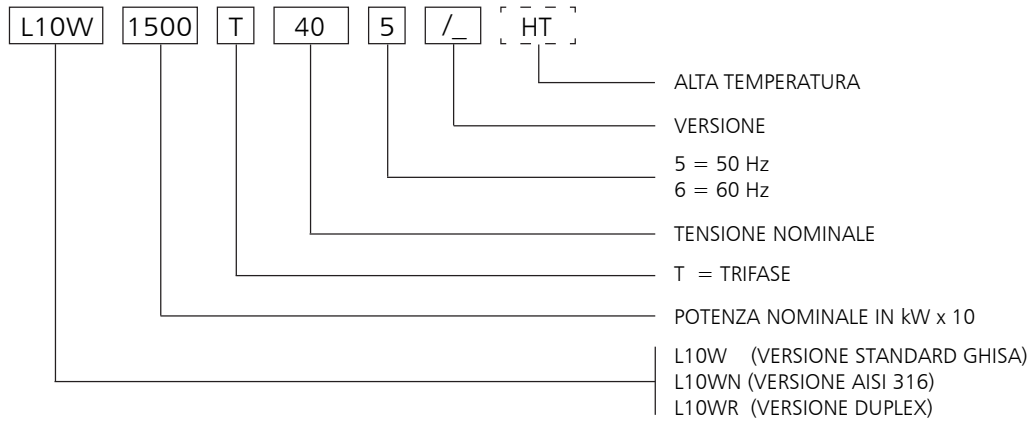 L10W 1500 T 40 5 /_ HT
ALTA TEMPERATURA
VERSIONE
5 = 50 Hz
6 = 60 Hz
TENSIONE NOMINALE
T = TRIFASE
POTENZA NOMINALE IN kW x 10
L10W (VERSIONE STANDARD GHISA)
L10WN (VERSIONE AISI 316)
L10WR (VERSIONE DUPLEX)